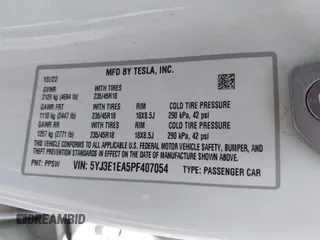 MFD BY TESLA, INC.
10/22
GVWR WITH TIRES
2129 kg (4694 lb) 235/45R18
GAWR FRT WITH TIRES RIM COLD TIRE PRESSURE
1110 kg (2447 lb) 235/45R18 18X8.5J 290 kPa, 42 psi
GAWR RR WITH TIRES RIM COLD TIRE PRESSURE
1257 kg (2771 lb) 235/45R18 18X8.5J 290 kPa, 42 psi
THIS VEHICLE CONFORMS TO ALL APPLICABLE FEDERAL MOTOR VEHICLE
SAFETY, BUMPER, AND THEFT PREVENTION STANDARDS IN EFFECT
ON THE DATE OF MANUFACTURE SHOWN ABOVE.
PNT: PPSW VIN: 5YJ3E1EA5PF407054 TYPE: PASSENGER CAR